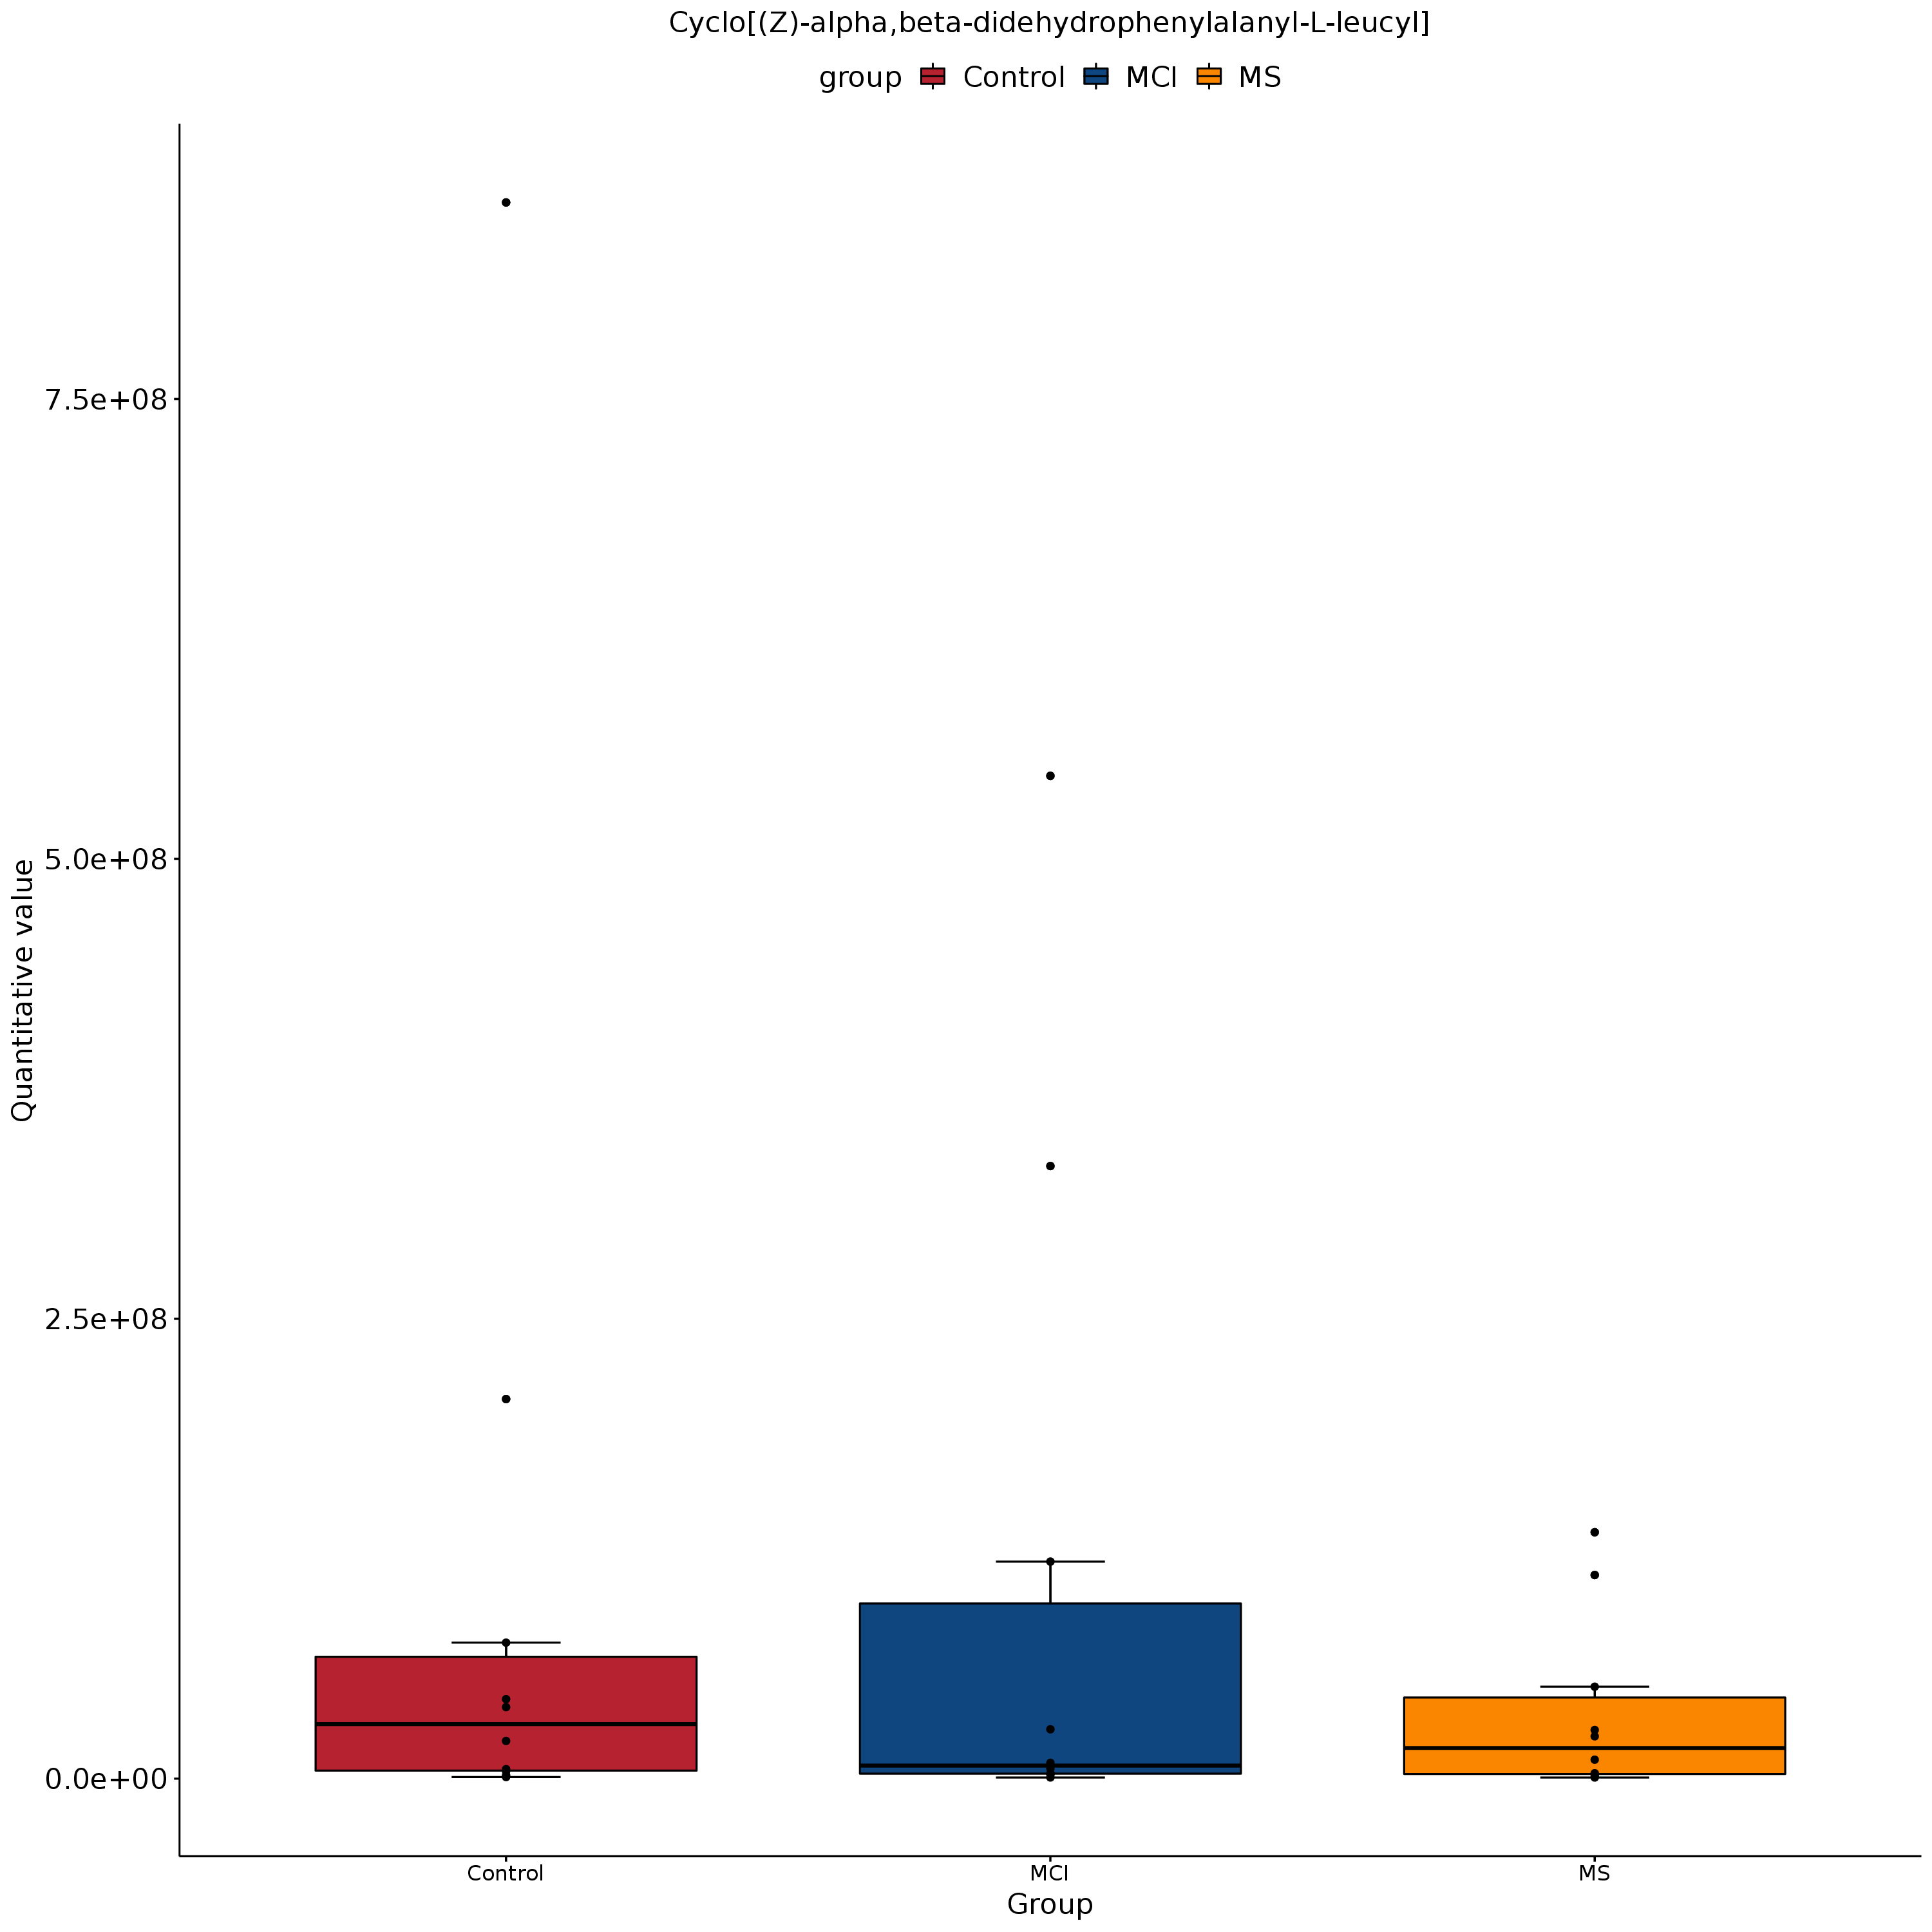 Cyclo[(Z)-alpha,beta-didehydrophenylalanyl-L-leucyl]
group Control MCI MS
7.5e+08
5.0e+08
2.5e+08
0.0e+00
Quantitative value
Control MCI MS
Group